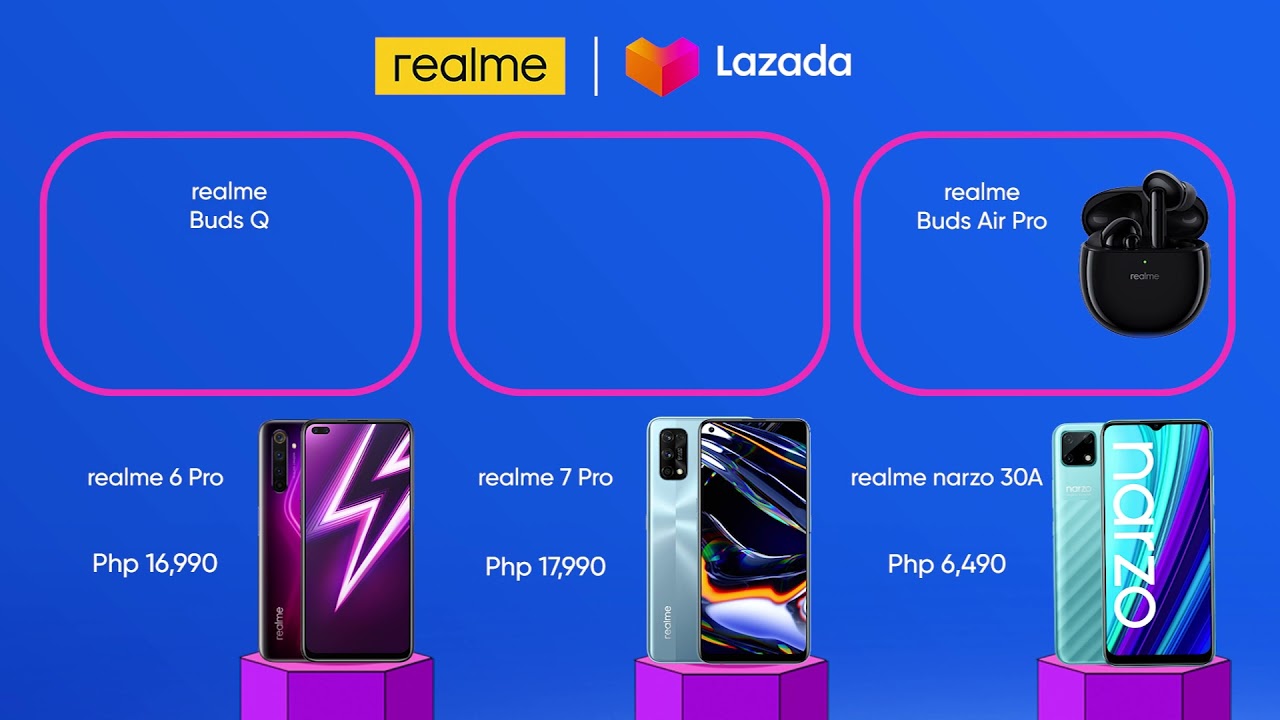 realme
Lazada
realme
Buds Q
realme
Buds Air Pro
realme
realme 6 Pro
Php 16,990
realme
realme 7 Pro
Php 17,990
realme
realme narzo 30A
Php 6,490
narzo
narzo